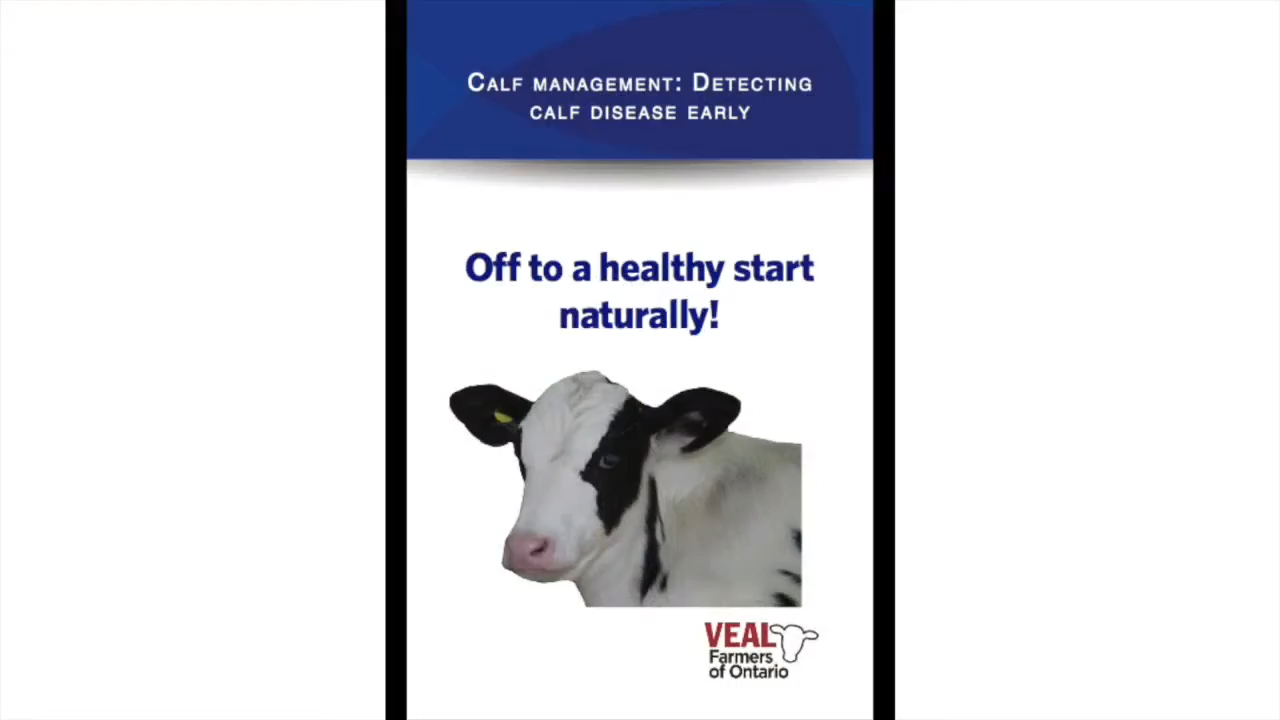 Calf management: Detecting
calf disease early
Off to a healthy start
naturally!
VEAL
Farmers
of Ontario